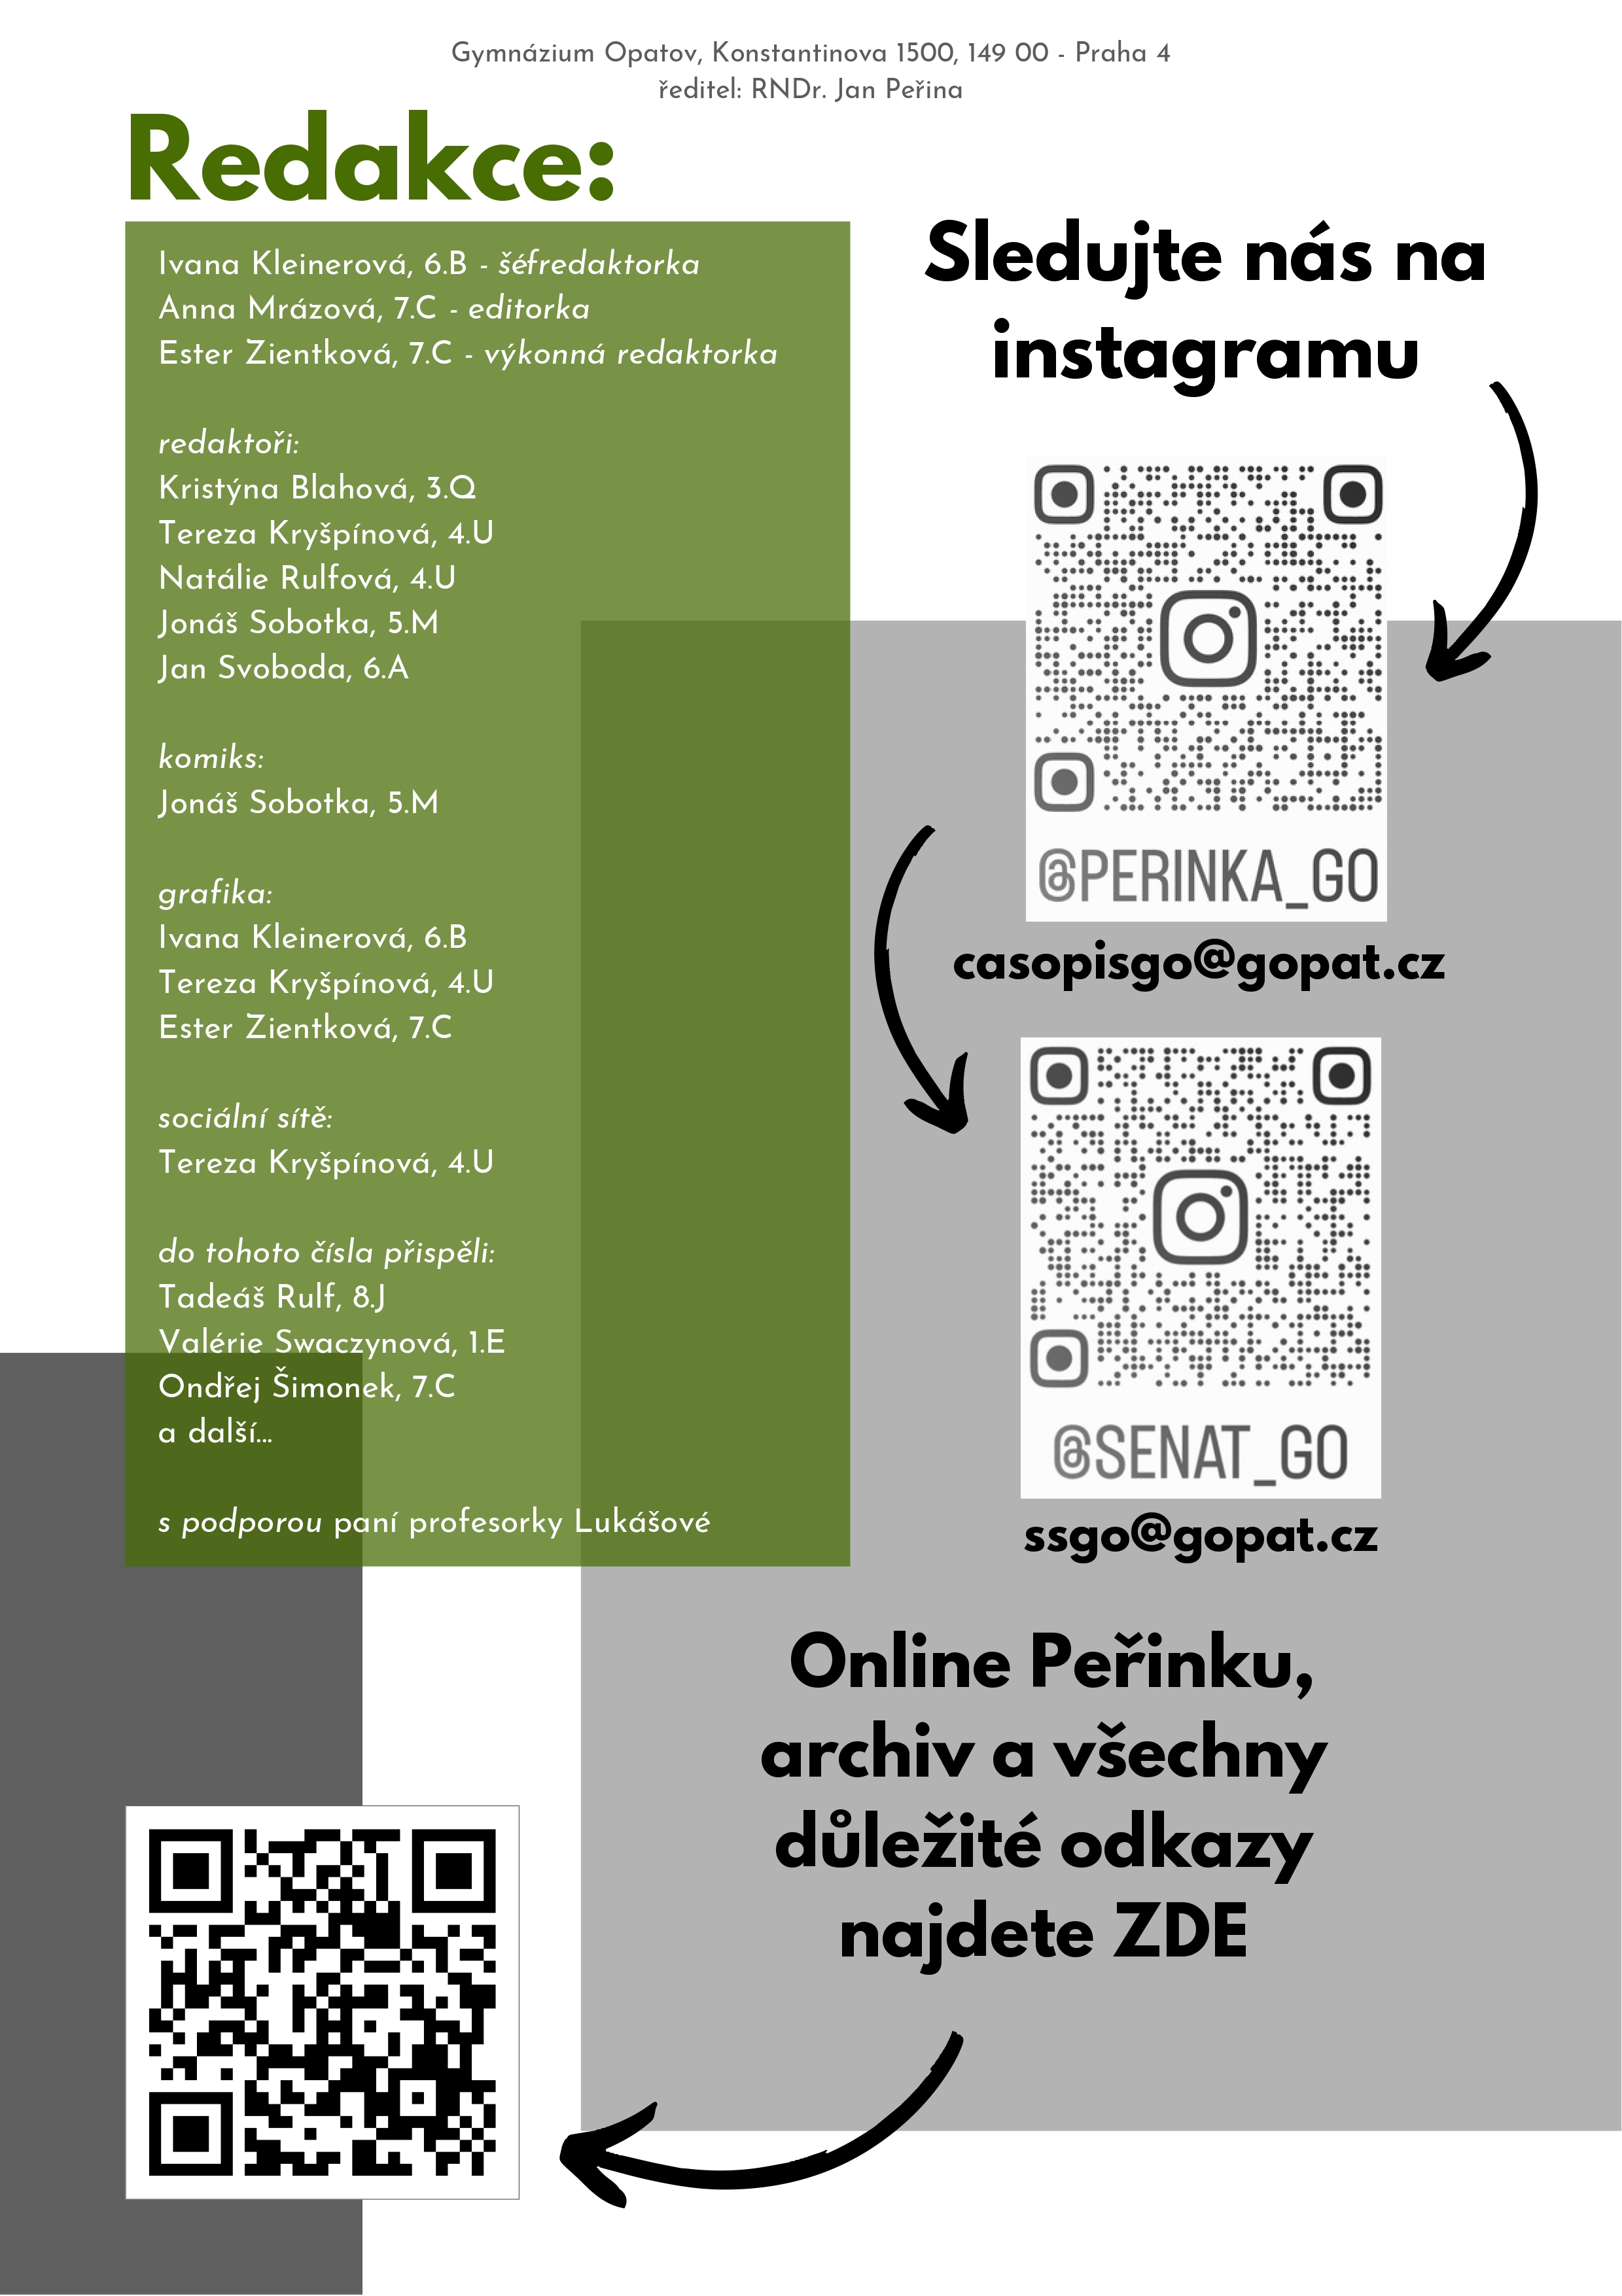 Gymnázium Opatov, Konstantinova 1500, 149 00 - Praha 4
ředitel: RNDr. Jan Peřina
Redakce:
Ivana Kleinerová, 6.B - šéfredaktorka
Anna Mrázová, 7.C - editorka
Ester Zientková, 7.C - výkonná redaktorka
redaktoři:
Kristýna Blahová, 3.Q
Tereza Kryšpínová, 4.U
Natálie Rulfová, 4.U
Jonáš Sobotka, 5.M
Jan Svoboda, 6.A
komiks:
Jonáš Sobotka, 5.M
grafika:
Ivana Kleinerová, 6.B
Tereza Kryšpínová, 4.U
Ester Zientková, 7.C
sociální sítě:
Tereza Kryšpínová, 4.U
do tohoto čísla přispěli:
Tadeáš Rulf, 8.J
Valérie Swaczynová, 1.E
Ondřej Šimonek, 7.C
a další...
s podporou paní profesorky Lukášové
Sledujte nás na
instagramu
@PERINKA_GO
casopisgo@gopat.cz
@SENAT_GO
ssgo@gopat.cz
Online Peřinku,
archiv a všechny
důležité odkazy
najdete ZDE